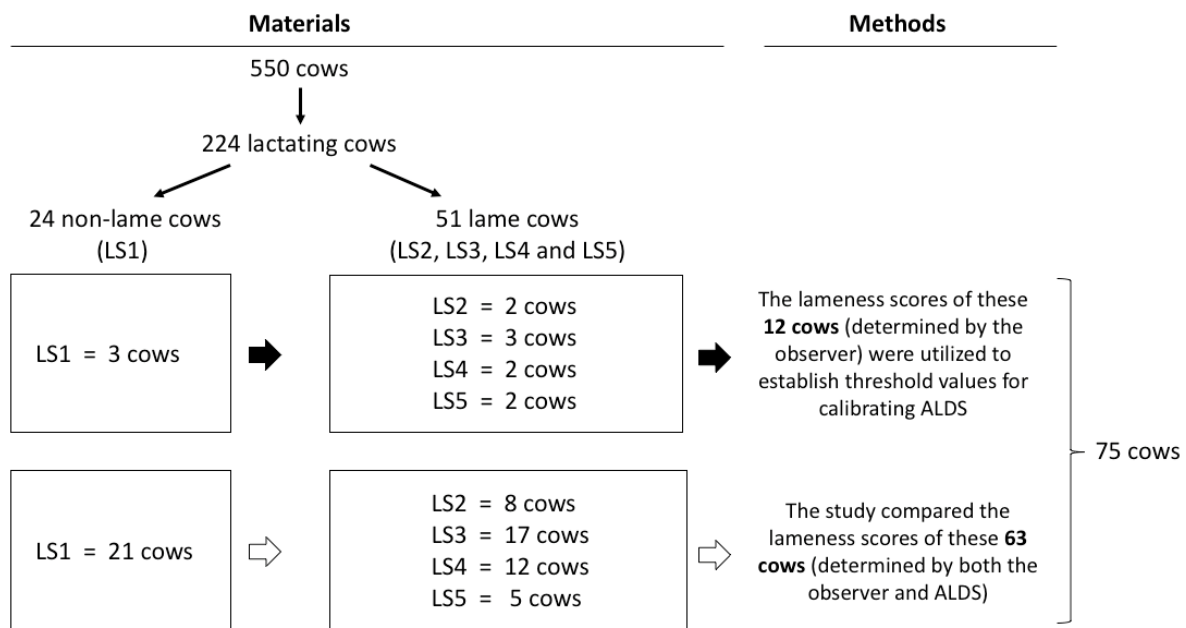 Materials
Methods
550 cows
224 lactating cows
24 non-lame cows
(LS1)
51 lame cows
(LS2, LS3, LS4 and LS5)
LS1 = 3 cows
LS2 = 2 cows
LS3 = 3 cows
LS4 = 2 cows
LS5 = 2 cows
The lameness scores of these
12 cows (determined by the
observer) were utilized to
establish threshold values for
calibrating ALDS
LS1 = 21 cows
LS2 = 8 cows
LS3 = 17 cows
LS4 = 12 cows
LS5 = 5 cows
The study compared the
lameness scores of these 63
cows (determined by both the
observer and ALDS)
75 cows